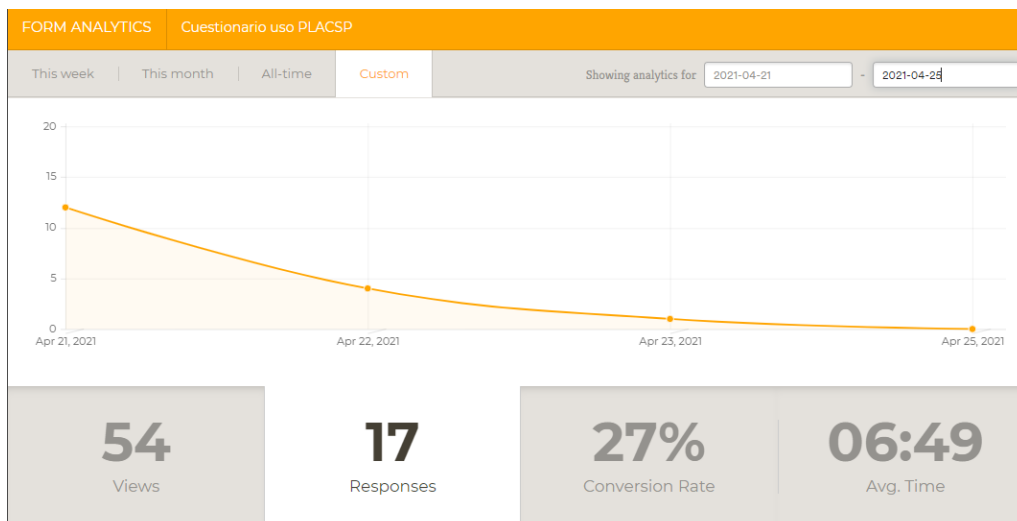 FORM ANALYTICS Cuestionario uso PLACSP
This week This month All-time Custom Showing analytics for 2021-04-21 - 2021-04-25
20
15
10
5
0
Apr 21, 2021 Apr 22, 2021 Apr 23, 2021 Apr 25, 2021
54 17 27% 06:49
Views Responses Conversion Rate Avg. Time